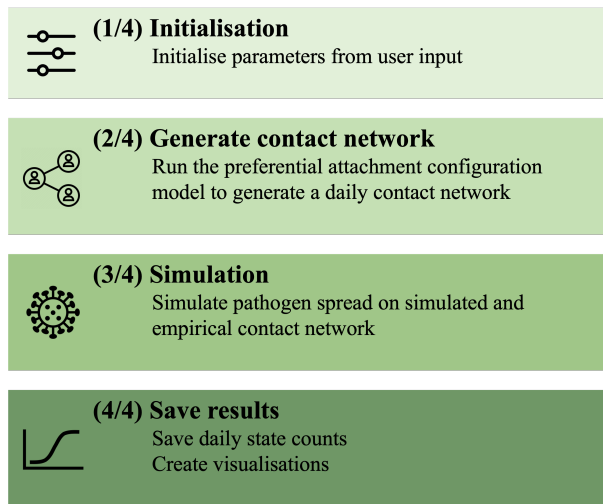 (1/4) Initialisation
Initialise parameters from user input
(2/4) Generate contact network
Run the preferential attachment configuration
model to generate a daily contact network
(3/4) Simulation
Simulate pathogen spread on simulated and
empirical contact network
(4/4) Save results
Save daily state counts
Create visualisations